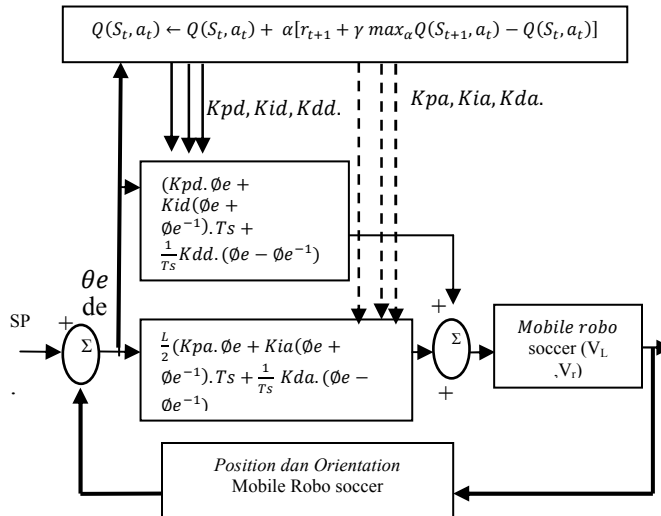 Q(S_t, a_t) ← Q(S_t, a_t) + α[r_{t+1} + γ max_α Q(S_{t+1}, a_t) − Q(S_t, a_t)]
Kpd, Kid, Kdd.
Kpa, Kia, Kda.
(Kpd. Øe +
Kid(Øe +
Øe⁻¹). Ts +
1/Ts Kdd. (Øe − Øe⁻¹)
θe
de
SP
+
Σ
.
L/2 (Kpa. Øe + Kia(Øe +
Øe⁻¹). Ts + 1/Ts Kda. (Øe −
Øe⁻¹)
+
Σ
+
Mobile robo
soccer (V_L
,V_r)
Position dan Orientation
Mobile Robo soccer